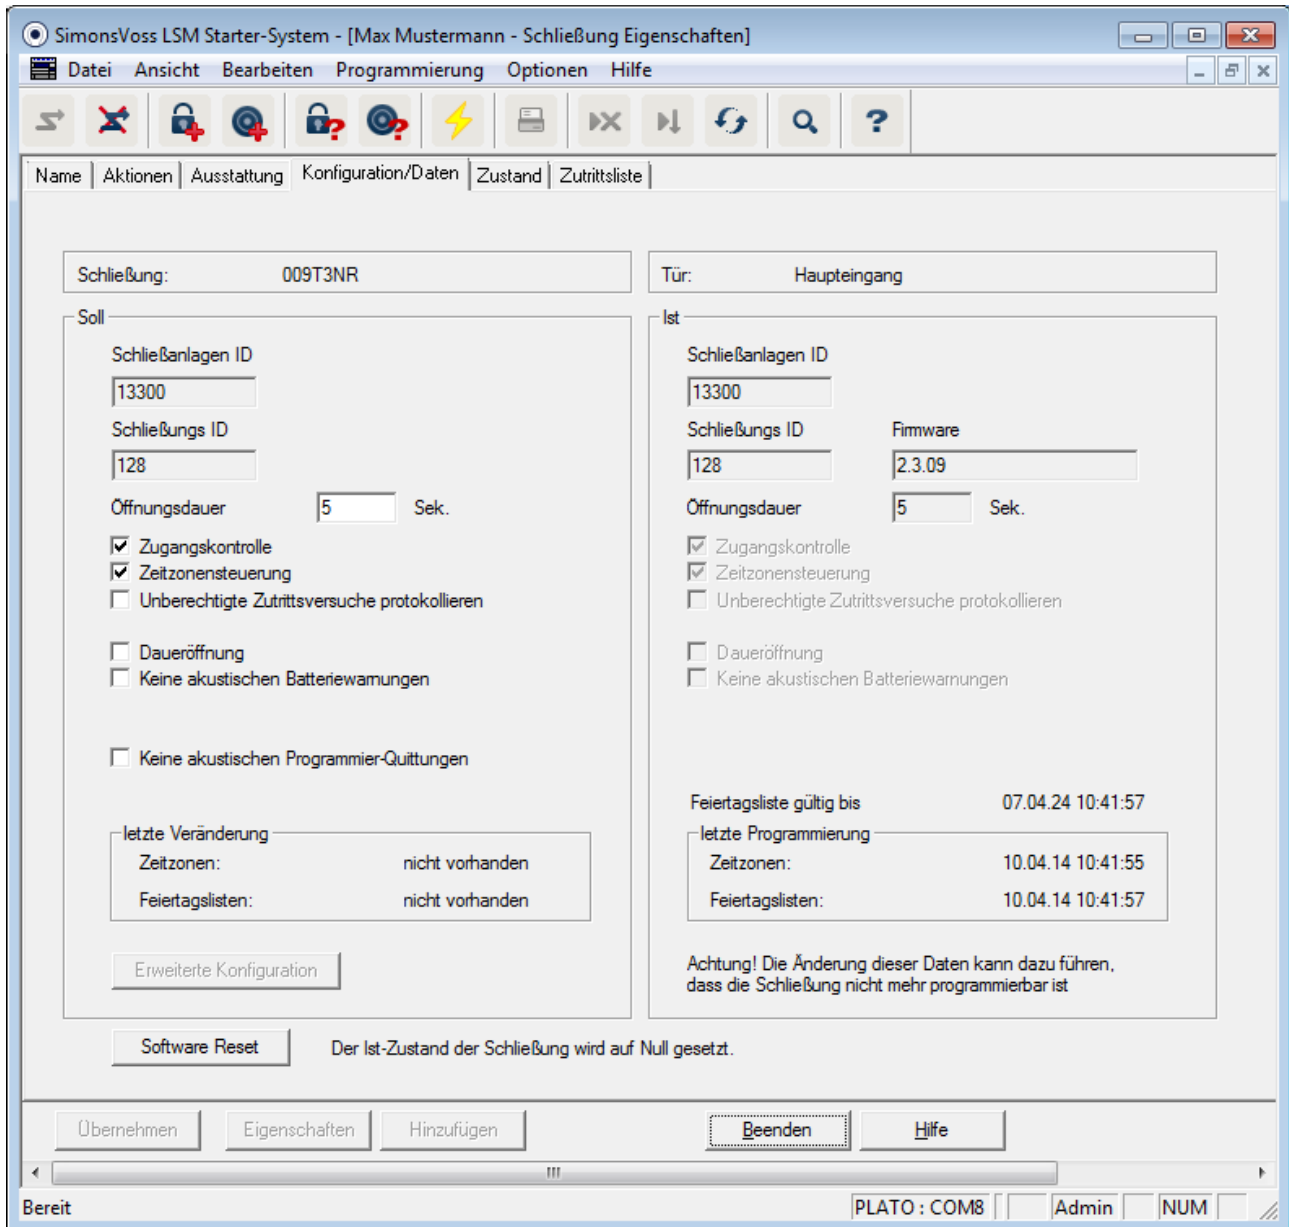 SimonsVoss LSM Starter-System - [Max Mustermann - Schließung Eigenschaften]
Datei Ansicht Bearbeiten Programmierung Optionen Hilfe
Name Aktionen Ausstattung Konfiguration/Daten Zustand Zutrittsliste
Schließung: 009T3NR
Tür: Haupteingang
Soll
Schließanlagen ID
13300
Schließungs ID
128
Öffnungsdauer 5 Sek.
Zugangskontrolle
Zeitzonensteuerung
Unberechtigte Zutrittsversuche protokollieren
Daueröffnung
Keine akustischen Batteriewarnungen
Keine akustischen Programmier-Quittungen
letzte Veränderung
Zeitzonen: nicht vorhanden
Feiertagslisten: nicht vorhanden
Erweiterte Konfiguration
Ist
Schließanlagen ID
13300
Schließungs ID Firmware
128 2.3.09
Öffnungsdauer 5 Sek.
Zugangskontrolle
Zeitzonensteuerung
Unberechtigte Zutrittsversuche protokollieren
Daueröffnung
Keine akustischen Batteriewarnungen
Feiertagsliste gültig bis 07.04.24 10:41:57
letzte Programmierung
Zeitzonen: 10.04.14 10:41:55
Feiertagslisten: 10.04.14 10:41:57
Achtung! Die Änderung dieser Daten kann dazu führen,
dass die Schließung nicht mehr programmierbar ist
Software Reset Der Ist-Zustand der Schließung wird auf Null gesetzt.
Übernehmen Eigenschaften Hinzufügen Beenden Hilfe
Bereit PLATO : COM8 Admin NUM